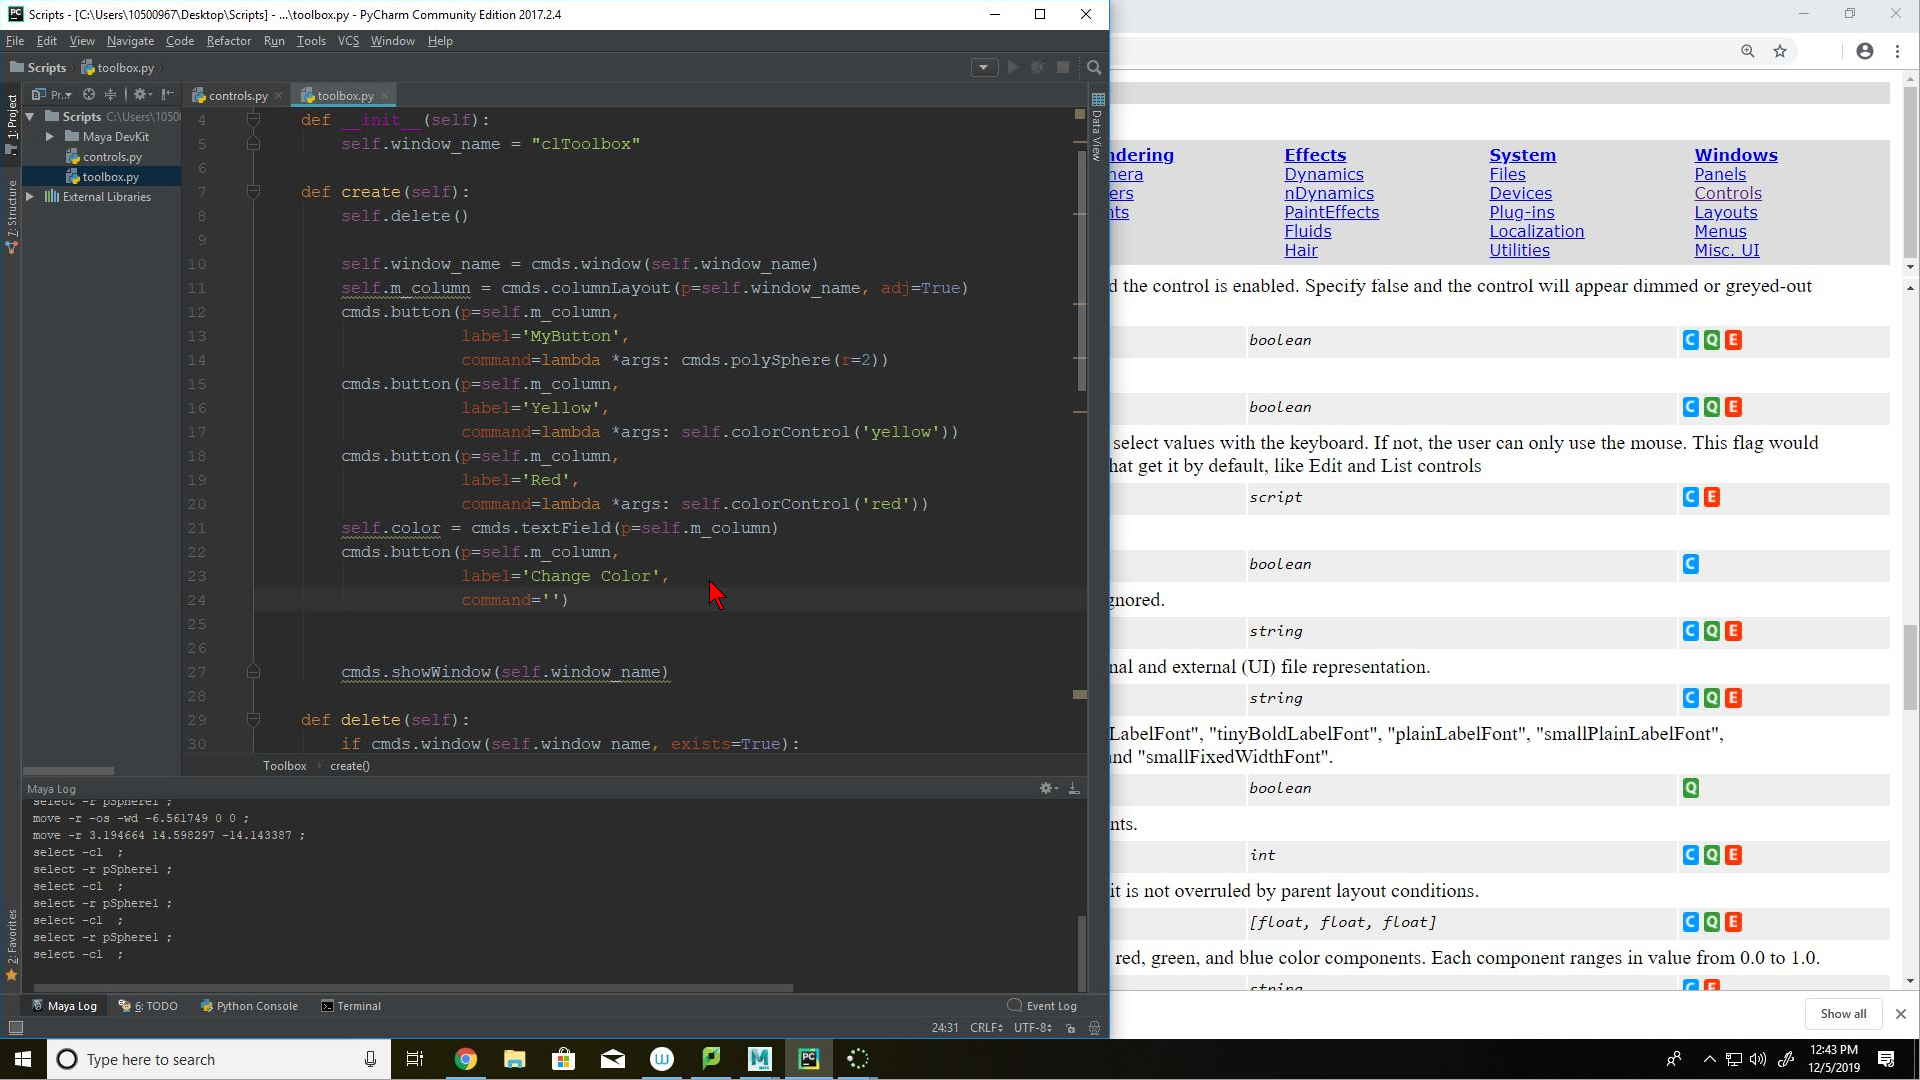 Scripts - [C:\Users\10500967\Desktop\Scripts] - ...\toolbox.py - PyCharm Community Edition 2017.2.4
File Edit View Navigate Code Refactor Run Tools VCS Window Help
Scripts toolbox.py
Pr.. controls.py toolbox.py
1: Project
7: Structure
2: Favorites
Data View
Scripts C:\Users\1050
Maya DevKit
controls.py
toolbox.py
External Libraries
4 def __init__(self):
5 self.window_name = "clToolbox"
6
7 def create(self):
8 self.delete()
9
10 self.window_name = cmds.window(self.window_name)
11 self.m_column = cmds.columnLayout(p=self.window_name, adj=True)
12 cmds.button(p=self.m_column,
13 label='MyButton',
14 command=lambda *args: cmds.polySphere(r=2))
15 cmds.button(p=self.m_column,
16 label='Yellow',
17 command=lambda *args: self.colorControl('yellow'))
18 cmds.button(p=self.m_column,
19 label='Red',
20 command=lambda *args: self.colorControl('red'))
21 self.color = cmds.textField(p=self.m_column)
22 cmds.button(p=self.m_column,
23 label='Change Color',
24 command='')
25
26
27 cmds.showWindow(self.window_name)
28
29 def delete(self):
30 if cmds.window(self.window_name, exists=True):
Toolbox create()
Maya Log
select -r pSphere1 ;
move -r -os -wd -6.561749 0 0 ;
move -r 3.194664 14.598297 -14.143387 ;
select -cl ;
select -r pSphere1 ;
select -cl ;
select -r pSphere1 ;
select -cl ;
select -r pSphere1 ;
select -cl ;
Maya Log 6: TODO Python Console Terminal Event Log
24:31 CRLF UTF-8
ndering Effects System Windows
nera Dynamics Files Panels
ers nDynamics Devices Controls
nts PaintEffects Plug-ins Layouts
Fluids Localization Menus
Hair Utilities Misc. UI
d the control is enabled. Specify false and the control will appear dimmed or greyed-out
boolean C Q E
boolean C Q E
select values with the keyboard. If not, the user can only use the mouse. This flag would
hat get it by default, like Edit and List controls
script C E
boolean C
gnored.
string C Q E
nal and external (UI) file representation.
string C Q E
LabelFont", "tinyBoldLabelFont", "plainLabelFont", "smallPlainLabelFont",
and "smallFixedWidthFont".
boolean Q
nts.
int C Q E
it is not overruled by parent layout conditions.
[float, float, float] C Q E
red, green, and blue color components. Each component ranges in value from 0.0 to 1.0.
string C E
Show all
Type here to search
12:43 PM
12/5/2019